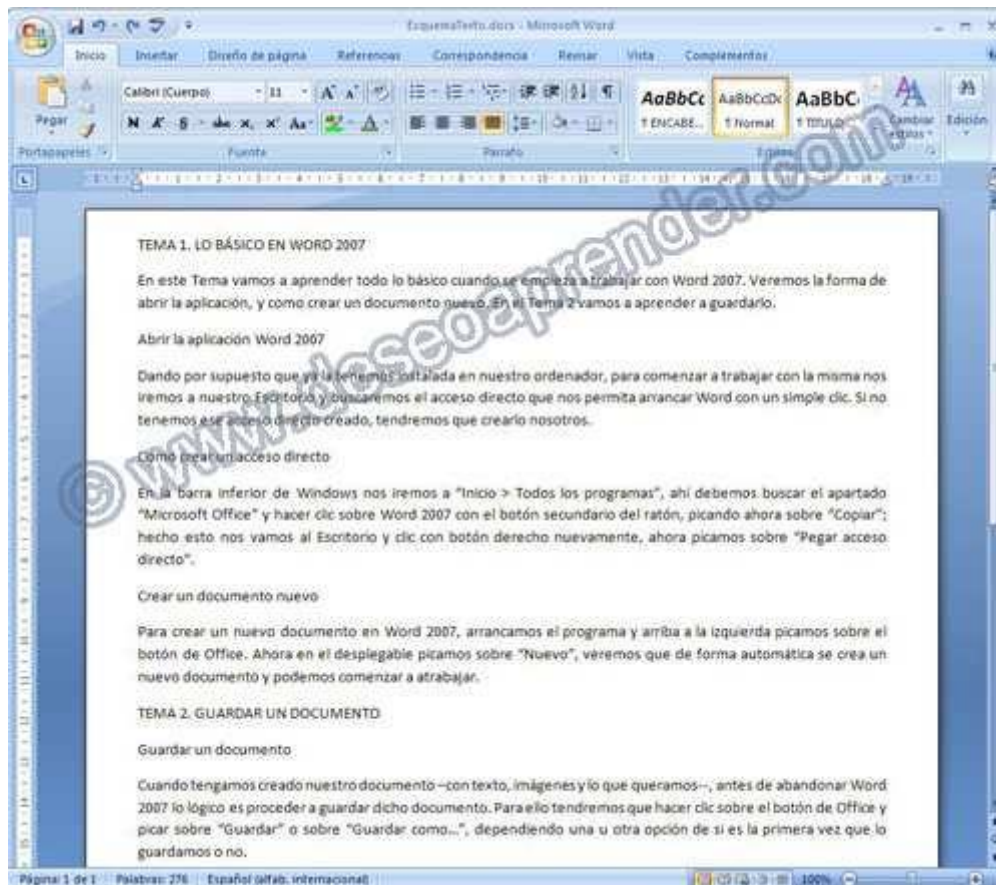 EsquemaTexto.docx - Microsoft Word
Inicio Insertar Diseño de página Referencias Correspondencia Revisar Vista Complementos
Calibri (Cuerpo) 11
AaBbCc AaBbCcDc AaBbC
Pegar
N K S abe x, x' Aa
¶ ENCABE... ¶ Normal ¶ TITULO
Cambiar estilos
Edición
Portapapeles Fuente Párrafo
© www.deseoaprender.com
TEMA 1. LO BÁSICO EN WORD 2007
En este Tema vamos a aprender todo lo básico cuando se empieza a trabajar con Word 2007. Veremos la forma de
abrir la aplicación, y como crear un documento nuevo. En el Tema 2 vamos a aprender a guardarlo.
Abrir la aplicación Word 2007
Dando por supuesto que ya la tenemos instalada en nuestro ordenador, para comenzar a trabajar con la misma nos
iremos a nuestro Escritorio y buscaremos el acceso directo que nos permita arrancar Word con un simple clic. Si no
tenemos ese acceso directo creado, tendremos que crearlo nosotros.
Cómo crear un acceso directo
En la barra inferior de Windows nos iremos a "Inicio > Todos los programas", ahí debemos buscar el apartado
"Microsoft Office" y hacer clic sobre Word 2007 con el botón secundario del ratón, picando ahora sobre "Copiar";
hecho esto nos vamos al Escritorio y clic con botón derecho nuevamente, ahora picamos sobre "Pegar acceso
directo".
Crear un documento nuevo
Para crear un nuevo documento en Word 2007, arrancamos el programa y arriba a la izquierda picamos sobre el
botón de Office. Ahora en el desplegable picamos sobre "Nuevo", veremos que de forma automática se crea un
nuevo documento y podemos comenzar a atrabajar.
TEMA 2. GUARDAR UN DOCUMENTO
Guardar un documento
Cuando tengamos creado nuestro documento –con texto, imágenes y lo que queramos--, antes de abandonar Word
2007 lo lógico es proceder a guardar dicho documento. Para ello tendremos que hacer clic sobre el botón de Office y
picar sobre "Guardar" o sobre "Guardar como...", dependiendo una u otra opción de si es la primera vez que lo
guardamos o no.
Página: 1 de 1 Palabras: 276 Español (alfab. internacional) 100%